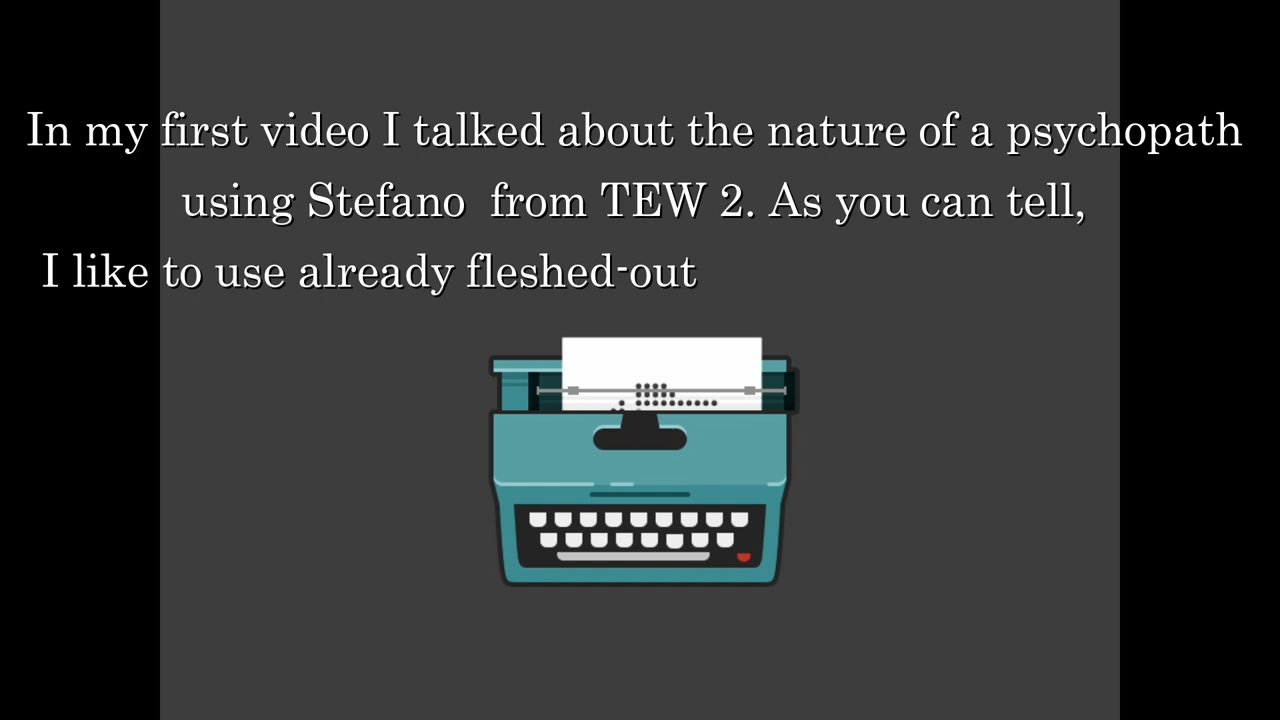 In my first video I talked about the nature of a psychopath
using Stefano  from TEW 2. As you can tell,
I like to use already fleshed-out